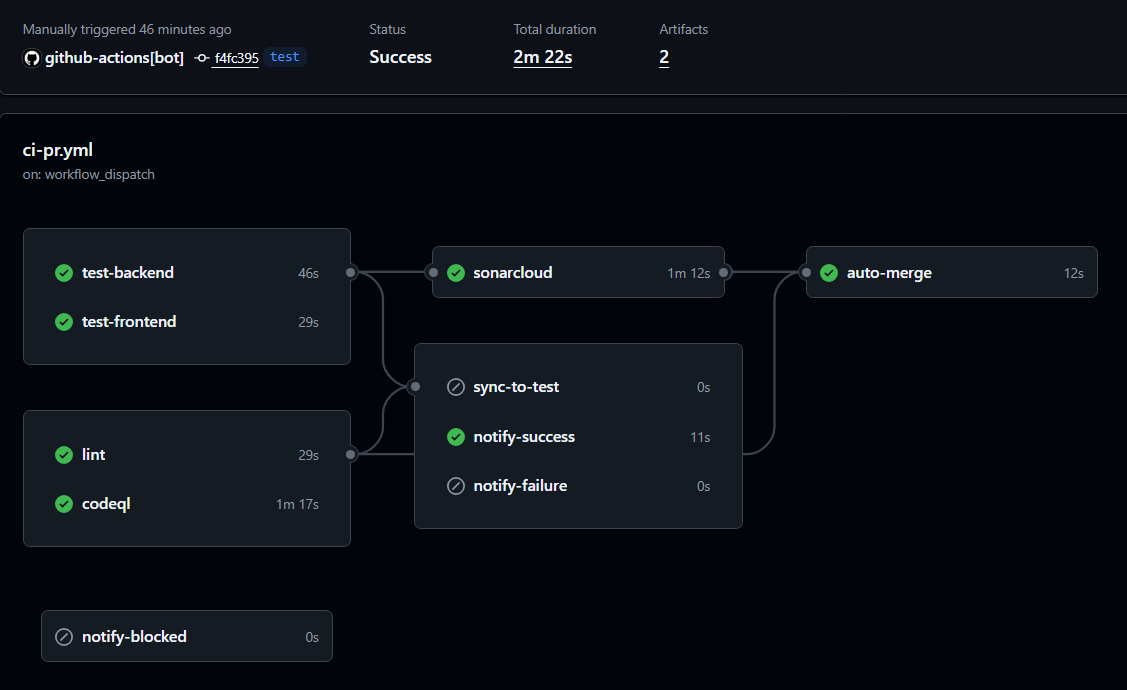 Manually triggered 46 minutes ago
github-actions[bot] f4fc395 test
Status
Success
Total duration
2m 22s
Artifacts
2
ci-pr.yml
on: workflow_dispatch
test-backend 46s
test-frontend 29s
lint 29s
codeql 1m 17s
notify-blocked 0s
sonarcloud 1m 12s
sync-to-test 0s
notify-success 11s
notify-failure 0s
auto-merge 12s